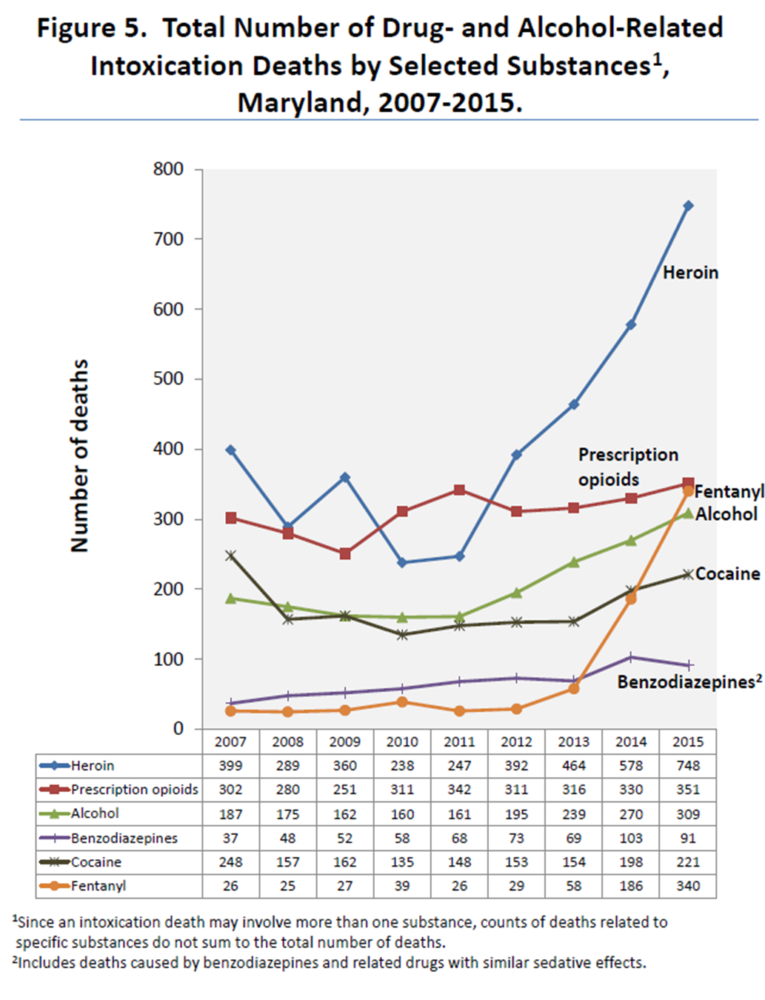 Figure 5.  Total Number of Drug- and Alcohol-Related
Intoxication Deaths by Selected Substances¹,
Maryland, 2007-2015.
800
700
600
500
400
300
200
100
0
Number of deaths
Heroin
Prescription
opioids
Fentanyl
Alcohol
Cocaine
Benzodiazepines²
2007 2008 2009 2010 2011 2012 2013 2014 2015
Heroin 399 289 360 238 247 392 464 578 748
Prescription opioids 302 280 251 311 342 311 316 330 351
Alcohol 187 175 162 160 161 195 239 270 309
Benzodiazepines 37 48 52 58 68 73 69 103 91
Cocaine 248 157 162 135 148 153 154 198 221
Fentanyl 26 25 27 39 26 29 58 186 340
¹Since an intoxication death may involve more than one substance, counts of deaths related to
specific substances do not sum to the total number of deaths.
²Includes deaths caused by benzodiazepines and related drugs with similar sedative effects.